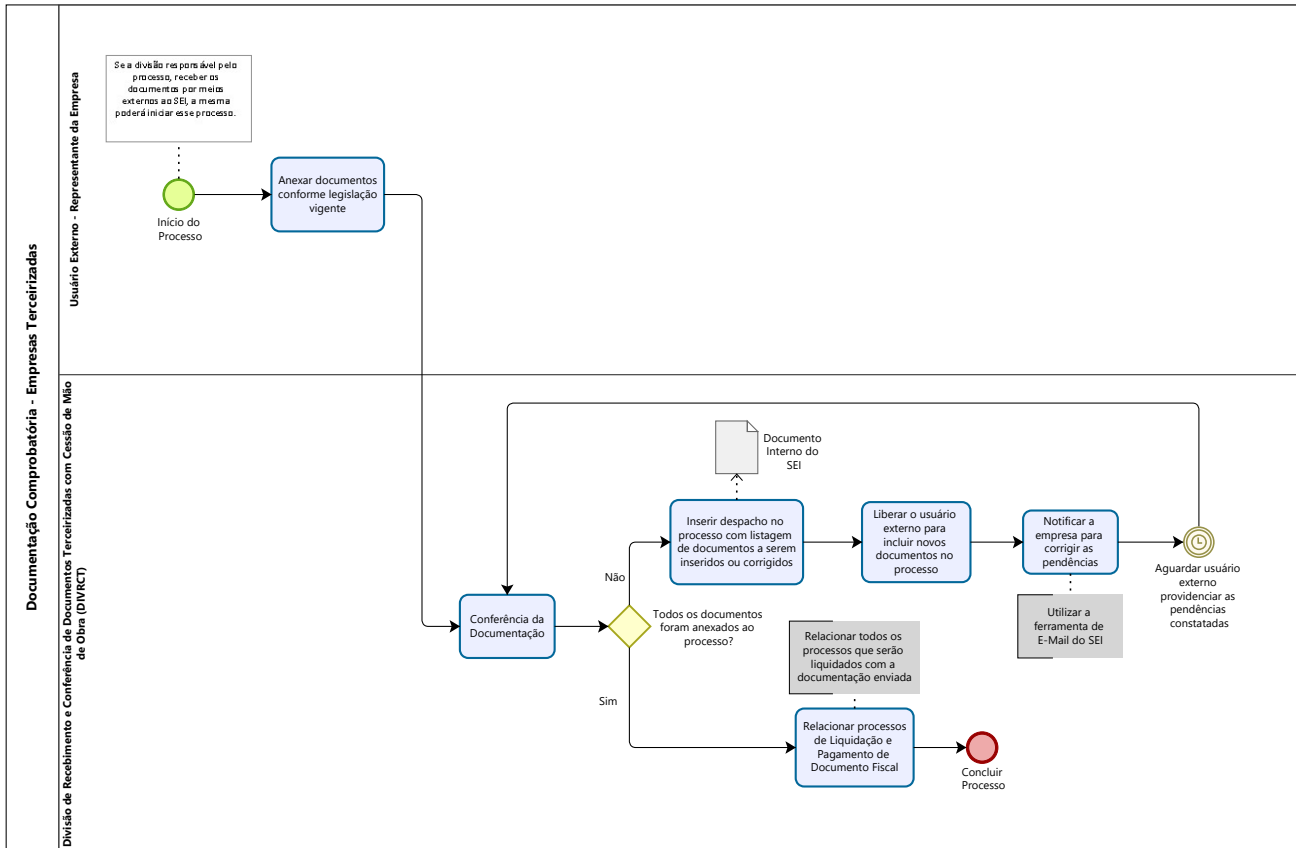 Documentação Comprobatória - Empresas Terceirizadas
Usuário Externo - Representante da Empresa
Se a divisão responsável pelo
processo, receber os
documentos por meios
externos ao SEI, a mesma
poderá iniciar esse processo.
Início do
Processo
Anexar documentos
conforme legislação
vigente
Divisão de Recebimento e Conferência de Documentos Terceirizadas com Cessão de Mão
de Obra (DIVRCT)
Conferência da
Documentação
Todos os documentos
foram anexados ao
processo?
Não
Inserir despacho no
processo com listagem
de documentos a serem
inseridos ou corrigidos
Documento
Interno do
SEI
Liberar o usuário
externo para
incluir novos
documentos no
processo
Notificar a
empresa para
corrigir as
pendências
Utilizar a
ferramenta de
E-Mail do SEI
Aguardar usuário
externo
providenciar as
pendências
constatadas
Sim
Relacionar todos os
processos que serão
liquidados com a
documentação enviada
Relacionar processos
de Liquidação e
Pagamento de
Documento Fiscal
Concluir
Processo